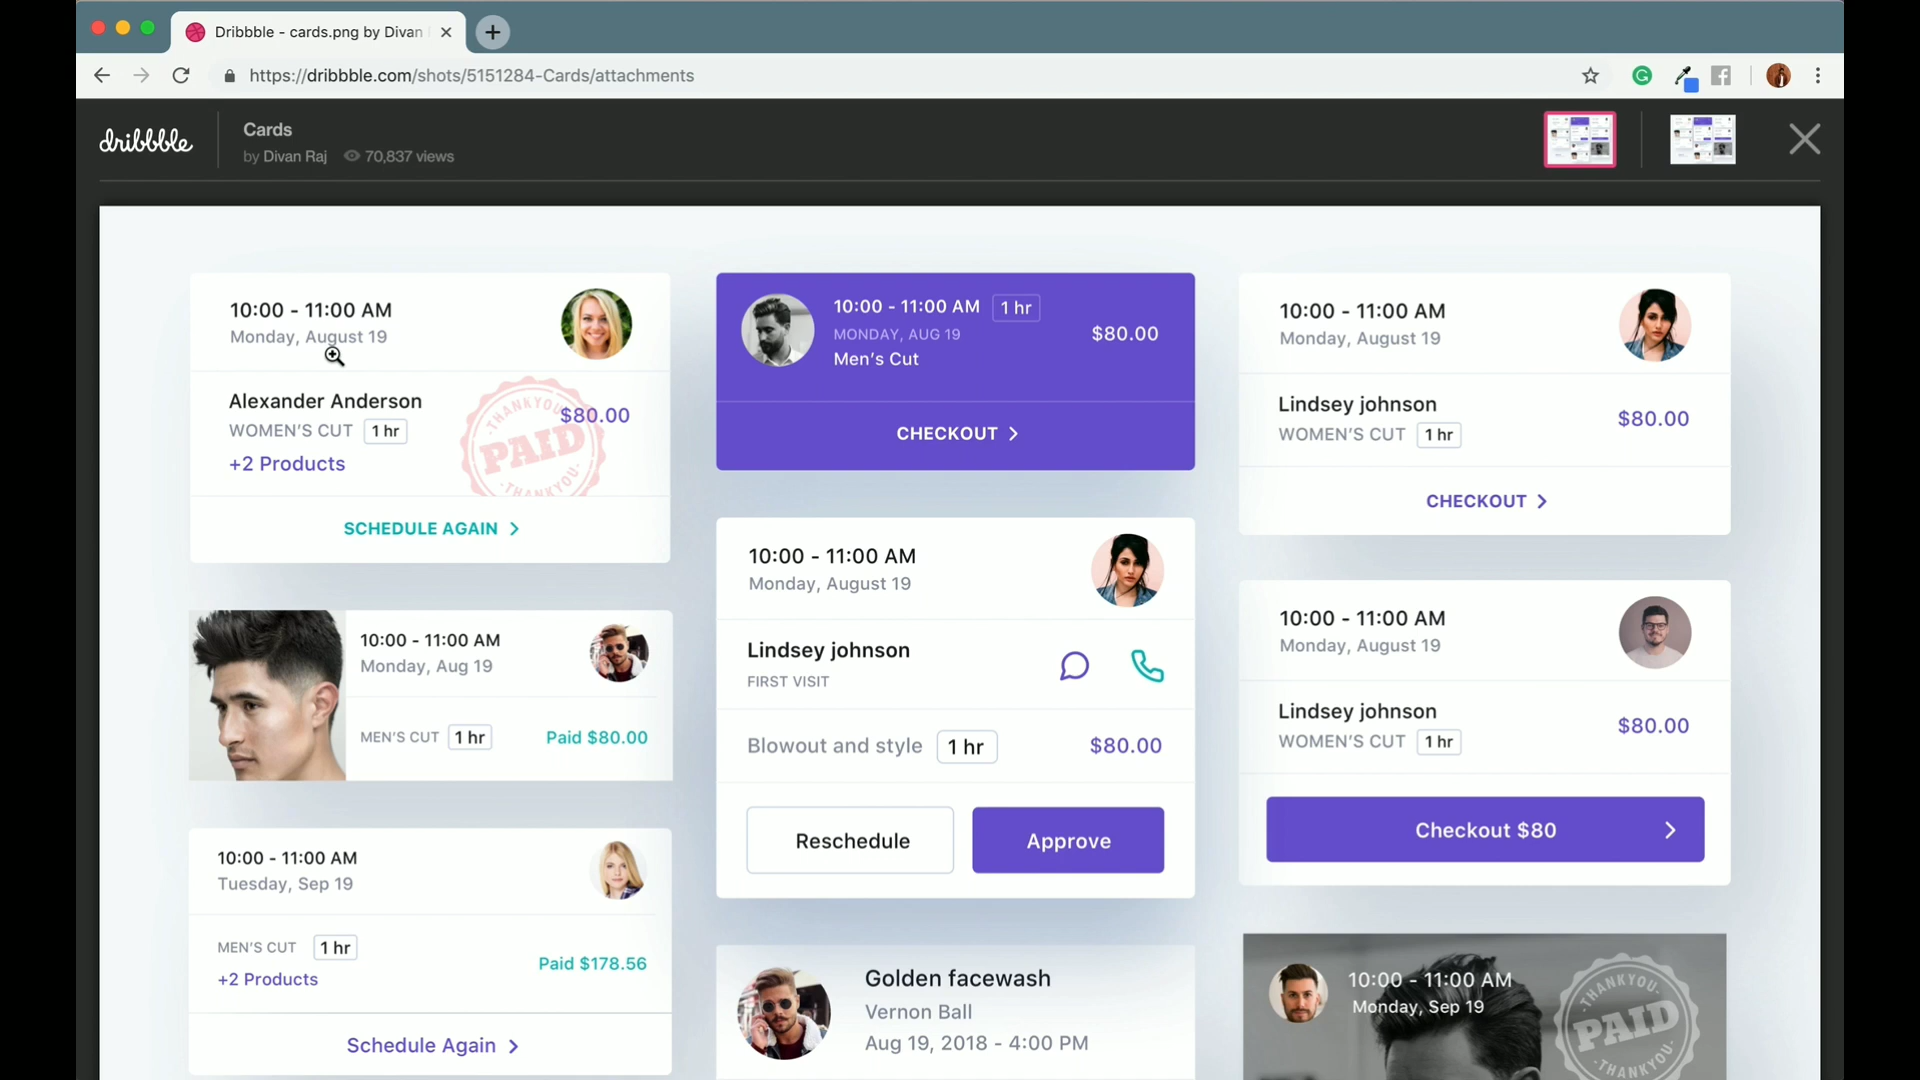 Dribbble - cards.png by Divan
https://dribbble.com/shots/5151284-Cards/attachments
dribbble
Cards
by Divan Raj 70,837 views
10:00 - 11:00 AM
Monday, August 19
Alexander Anderson
WOMEN'S CUT 1 hr
$80.00
+2 Products
THANKYOU
PAID
THANKYOU
SCHEDULE AGAIN
10:00 - 11:00 AM
Monday, Aug 19
MEN'S CUT 1 hr Paid $80.00
10:00 - 11:00 AM
Tuesday, Sep 19
MEN'S CUT 1 hr
+2 Products
Paid $178.56
Schedule Again
10:00 - 11:00 AM 1 hr
MONDAY, AUG 19
Men's Cut
$80.00
CHECKOUT
10:00 - 11:00 AM
Monday, August 19
Lindsey johnson
FIRST VISIT
Blowout and style 1 hr $80.00
Reschedule Approve
Golden facewash
Vernon Ball
Aug 19, 2018 - 4:00 PM
10:00 - 11:00 AM
Monday, August 19
Lindsey johnson
WOMEN'S CUT 1 hr
$80.00
CHECKOUT
10:00 - 11:00 AM
Monday, August 19
Lindsey johnson
WOMEN'S CUT 1 hr
$80.00
Checkout $80
10:00 - 11:00 AM
Monday, Sep 19
THANKYOU
PAID
THANKYOU